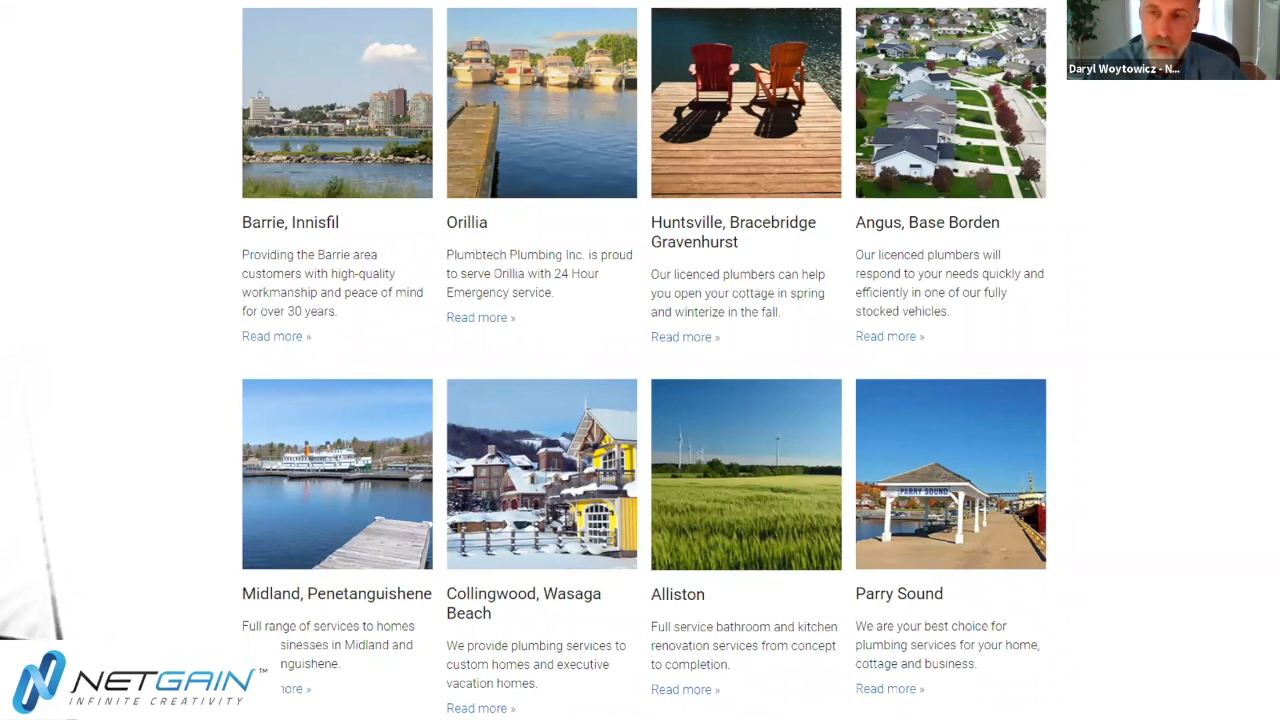 Daryl Woytowicz - N...
Barrie, Innisfil
Providing the Barrie area
customers with high-quality
workmanship and peace of mind
for over 30 years.
Read more »
Orillia
Plumbtech Plumbing Inc. is proud
to serve Orillia with 24 Hour
Emergency service.
Read more »
Huntsville, Bracebridge
Gravenhurst
Our licenced plumbers can help
you open your cottage in spring
and winterize in the fall.
Read more »
Angus, Base Borden
Our licenced plumbers will
respond to your needs quickly and
efficiently in one of our fully
stocked vehicles.
Read more »
PARRY SOUND
Midland, Penetanguishene
Full range of services to homes
sinesses in Midland and
nguishene.
ore »
Collingwood, Wasaga
Beach
We provide plumbing services to
custom homes and executive
vacation homes.
Read more »
Alliston
Full service bathroom and kitchen
renovation services from concept
to completion.
Read more »
Parry Sound
We are your best choice for
plumbing services for your home,
cottage and business.
Read more »
NETGAIN™
INFINITE CREATIVITY